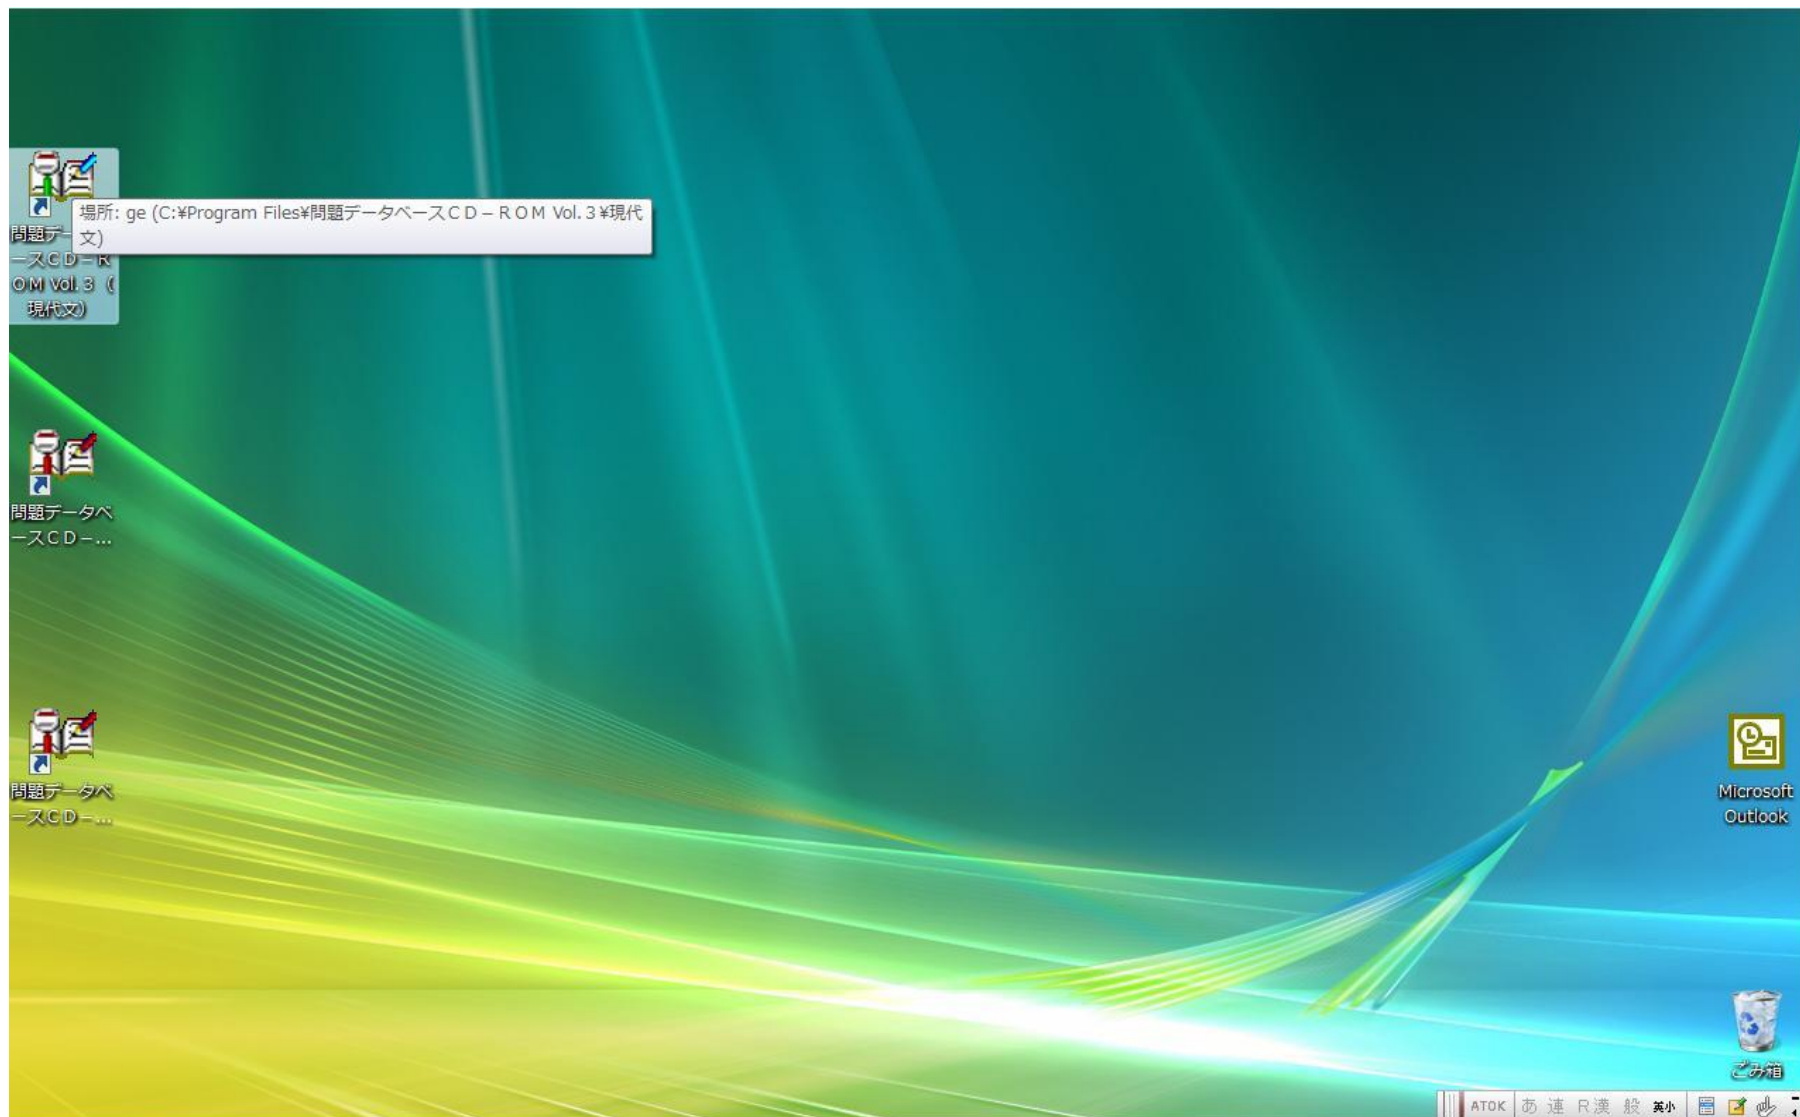 場所: ge (C:¥Program Files¥問題データベースＣＤ－ＲＯＭ Vol.３¥現代
文)
問題デー
ースＣＤ－Ｒ
ＯＭ Vol.３（
現代文）
問題データベ
ースＣＤ－...
問題データベ
ースＣＤ－...
Microsoft
Outlook
ごみ箱
ATOK あ 連 R漢 般 英小